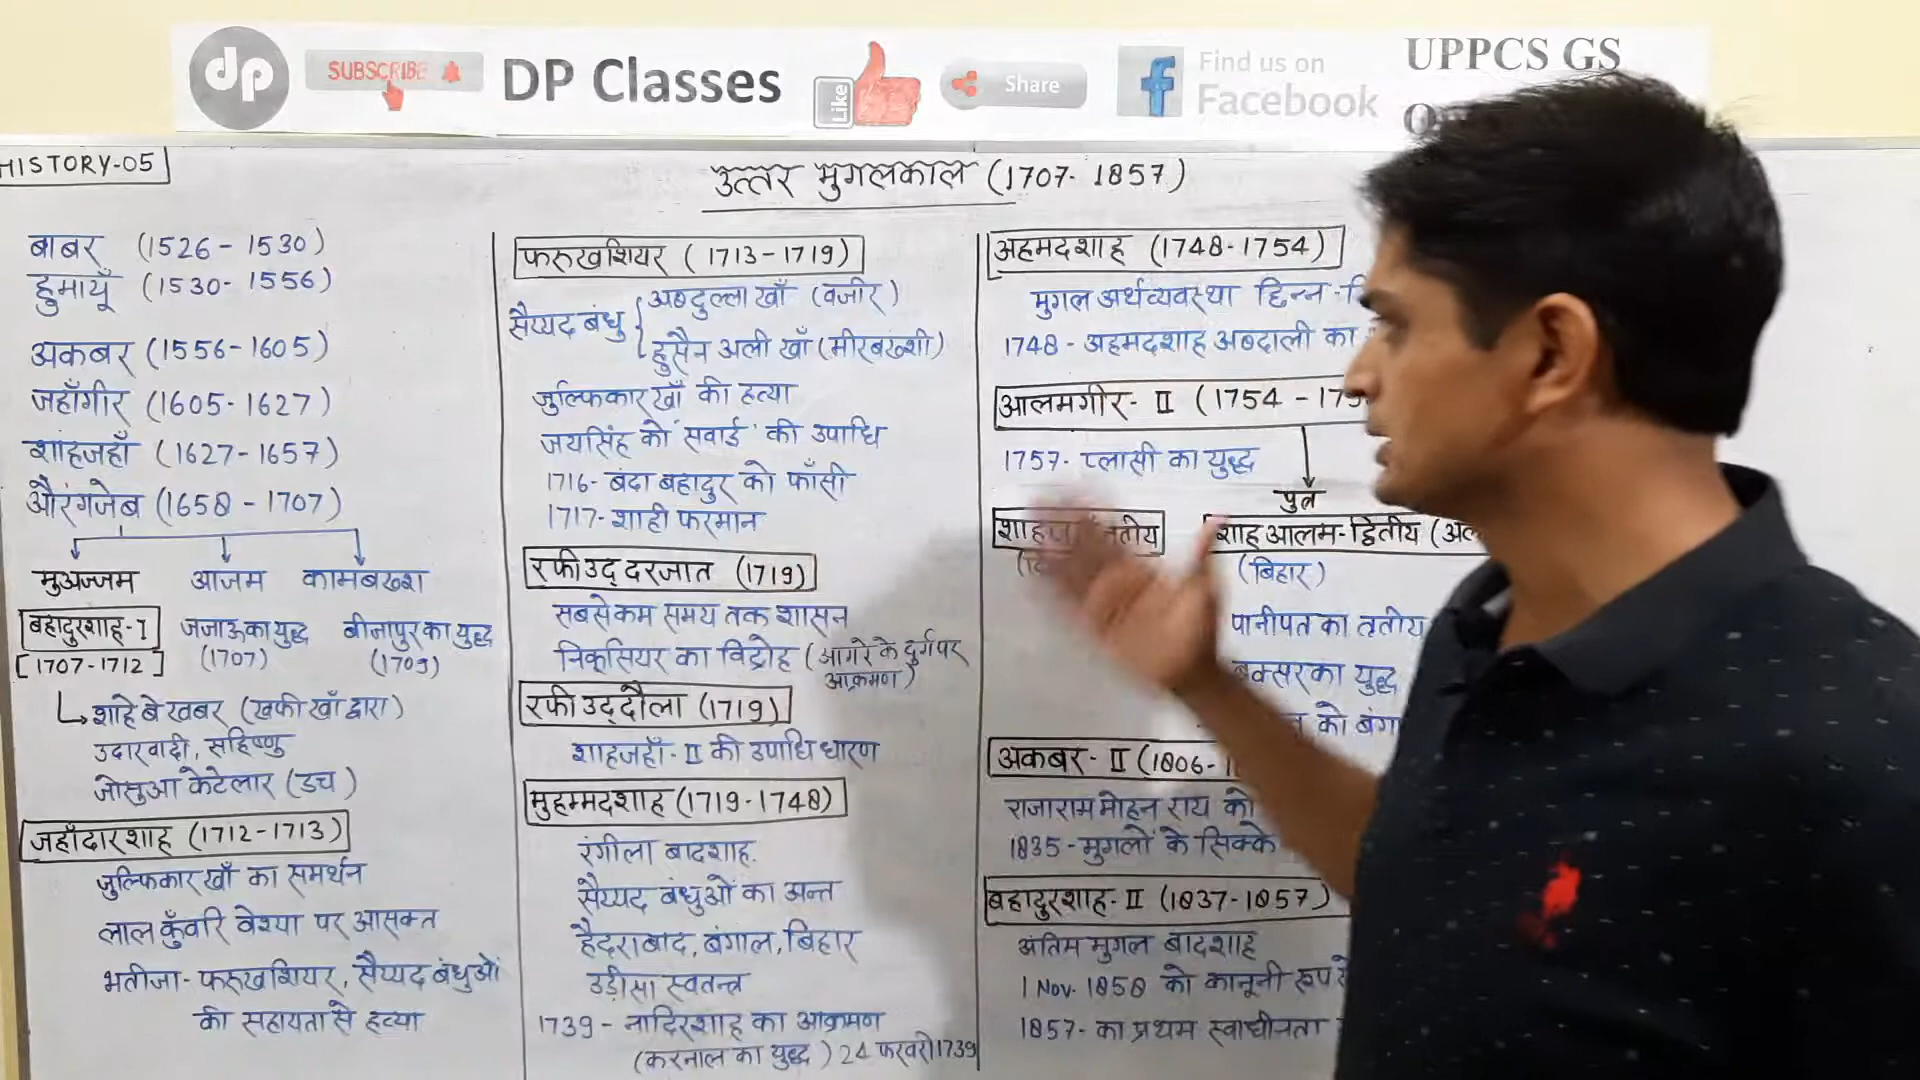 dp
SUBSCRIBE
DP Classes
Like
Share
Find us on
Facebook
UPPCS GS
HISTORY-05
उत्तर मुगलकाल (1707-1857)
बाबर (1526-1530)
हुमायूँ (1530-1556)
अकबर (1556-1605)
जहाँगीर (1605-1627)
शांहजहाँ (1627-1657)
औरंगजेब (1658-1707)
मुअज्जम आजम कामबख्श
बहादुरशाह-I जजाऊ का युद्ध बीजापुर का युद्ध
[1707-1712] (1707) (1709)
शाहे बे खबर (खफी खाँ द्वारा)
उदारवादी, सहिष्णु
जोसुआ केटेलार (डच)
जहाँदारशाह (1712-1713)
जुल्फिकार खाँ का समर्थन
लाल कुँवरि वेश्या पर आसक्त
भतीजा- फरुखशियर, सैय्यद बंधुओं
की सहायता से हत्या
फरुखशियर (1713-1719)
सैय्यद बंधु
अब्दुल्ला खाँ (वजीर)
हुसैन अली खाँ (मीरबख्शी)
जुल्फिकार खाँ की हत्या
जयसिंह को 'सवाई' की उपाधि
1716- बंदा बहादुर को फाँसी
1717- शाही फरमान
रफी उद् दरजात (1719)
सबसे कम समय तक शासन
निकूसियर का विद्रोह (आगरे के दुर्ग पर
आक्रमण)
रफी उद् दौला (1719)
शाहजहाँ-II की उपाधि धारण
मुहम्मदशाह (1719-1748)
रंगीला बादशाह.
सैय्यद बंधुओं का अन्त
हैदराबाद, बंगाल, बिहार
उड़ीसा स्वतन्त्र
1739- नादिरशाह का आक्रमण
(करनाल का युद्ध) 24 फरवरी 1739
अहमदशाह (1748-1754)
मुगल अर्थव्यवस्था छिन्न-
1748- अहमदशाह अब्दाली का
आलमगीर-II (1754-175
1757- प्लासी का युद्ध
पुत्र
शाहआलम-द्वितीय
(बिहार)
पानीपत का तृतीय
बक्सर का युद्ध
को
अकबर-II (1806-1
राजाराम मोहन राय को
1835- मुगलों के सिक्के
बहादुरशाह-II (1837-1857)
अंतिम मुगल बादशाह
1 Nov. 1858 को कानूनी रूप से
1857- का प्रथम स्वाधीनता